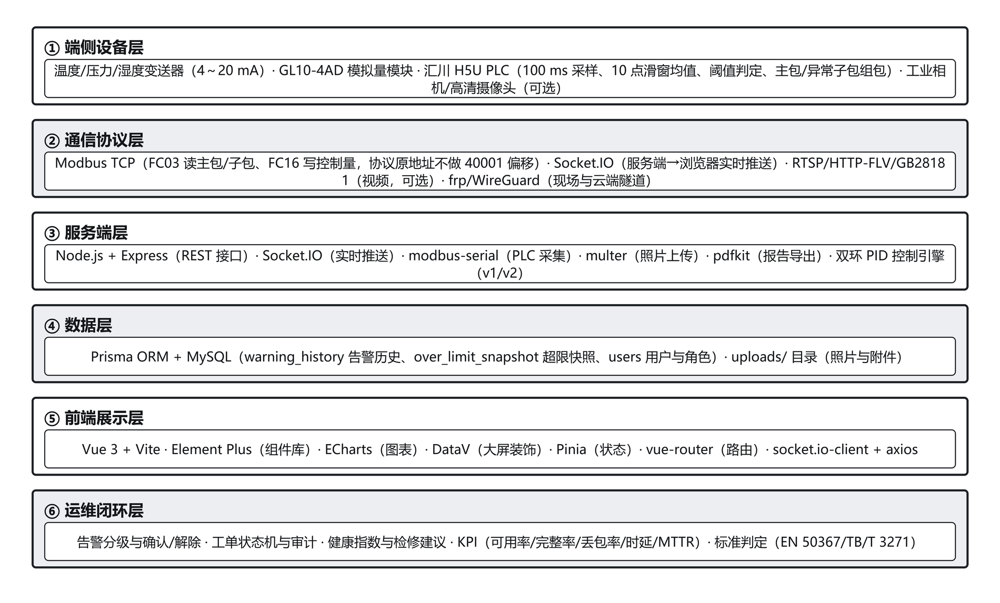 ① 端侧设备层
温度/压力/湿度变送器（4～20 mA）· GL10-4AD 模拟量模块 · 汇川 H5U PLC（100 ms 采样、10 点滑窗均值、阈值判定、主包/异常子包组包）· 工业相
机/高清摄像头（可选）
② 通信协议层
Modbus TCP（FC03 读主包/子包、FC16 写控制量，协议原地址不做 40001 偏移）· Socket.IO（服务端→浏览器实时推送）· RTSP/HTTP-FLV/GB2818
1（视频，可选）· frp/WireGuard（现场与云端隧道）
③ 服务端层
Node.js + Express（REST 接口）· Socket.IO（实时推送）· modbus-serial（PLC 采集）· multer（照片上传）· pdfkit（报告导出）· 双环 PID 控制引擎
（v1/v2）
④ 数据层
Prisma ORM + MySQL（warning_history 告警历史、over_limit_snapshot 超限快照、users 用户与角色）· uploads/ 目录（照片与附件）
⑤ 前端展示层
Vue 3 + Vite · Element Plus（组件库）· ECharts（图表）· DataV（大屏装饰）· Pinia（状态）· vue-router（路由）· socket.io-client + axios
⑥ 运维闭环层
告警分级与确认/解除 · 工单状态机与审计 · 健康指数与检修建议 · KPI（可用率/完整率/丢包率/时延/MTTR）· 标准判定（EN 50367/TB/T 3271）